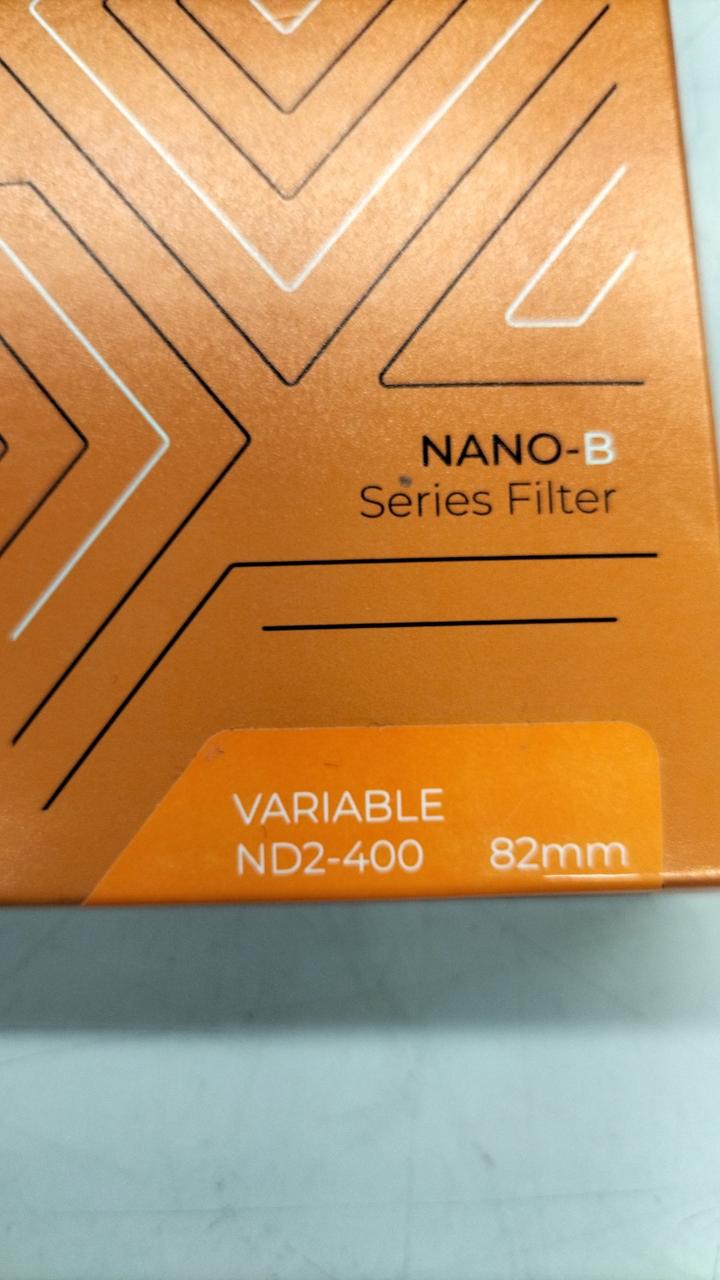 NANO-B
Series Filter
VARIABLE
ND2-400 82mm